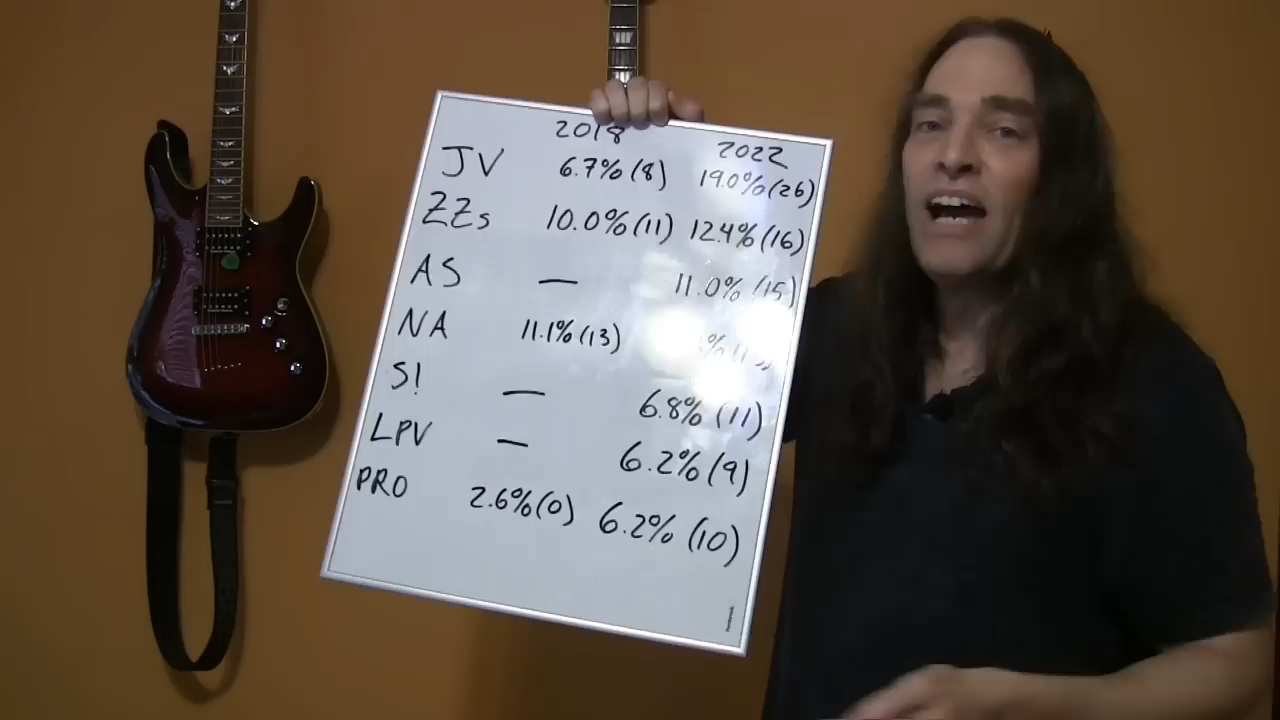 2018 2022
JV 6.7% (8) 19.0% (26)
ZZs 10.0% (11) 12.4% (16)
AS — 11.0% (15)
NA 11.1% (13)
S! — 6.8% (11)
LPV — 6.2% (9)
PRO 2.6% (0) 6.2% (10)